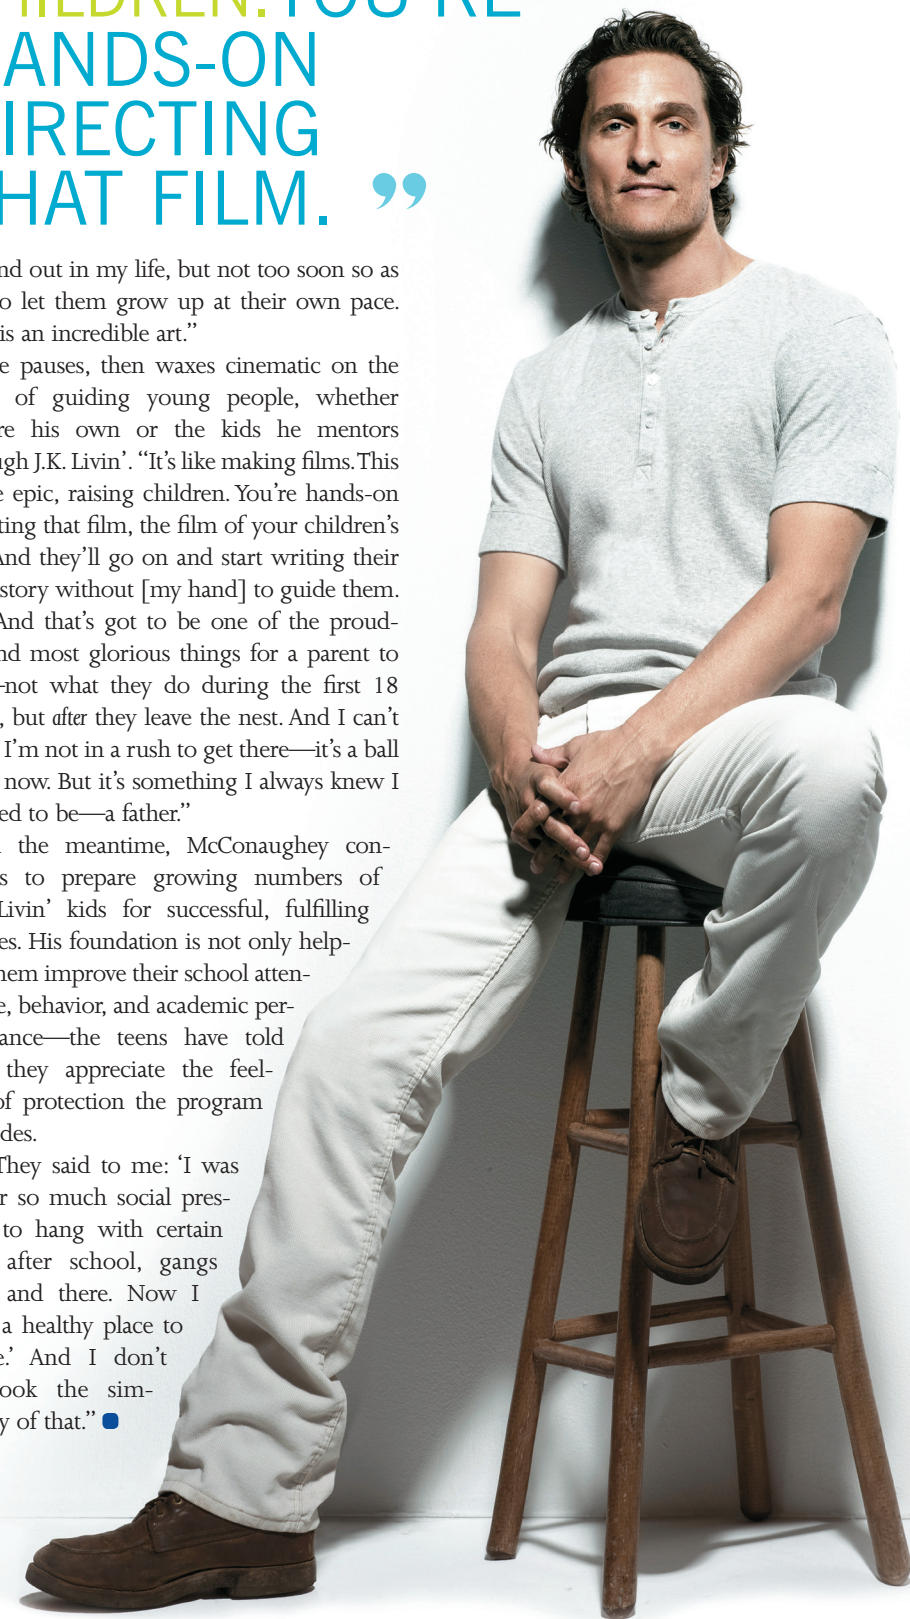 HILDREN. YOU'RE
ANDS-ON
IRECTING
HAT FILM. ”
nd out in my life, but not too soon so as
o let them grow up at their own pace.
is an incredible art.”
e pauses, then waxes cinematic on the
of guiding young people, whether
re his own or the kids he mentors
ugh J.K. Livin’. “It’s like making films. This
e epic, raising children. You’re hands-on
ting that film, the film of your children’s
And they’ll go on and start writing their
story without [my hand] to guide them.
And that’s got to be one of the proud-
nd most glorious things for a parent to
—not what they do during the first 18
, but after they leave the nest. And I can’t
I’m not in a rush to get there—it’s a ball
now. But it’s something I always knew I
ed to be—a father.”
the meantime, McConaughey con-
s to prepare growing numbers of
Livin’ kids for successful, fulfilling
es. His foundation is not only help-
hem improve their school atten-
e, behavior, and academic per-
ance—the teens have told
they appreciate the feel-
of protection the program
des.
They said to me: ‘I was
r so much social pres-
to hang with certain
after school, gangs
and there. Now I
a healthy place to
e.’ And I don’t
ook the sim-
y of that.”